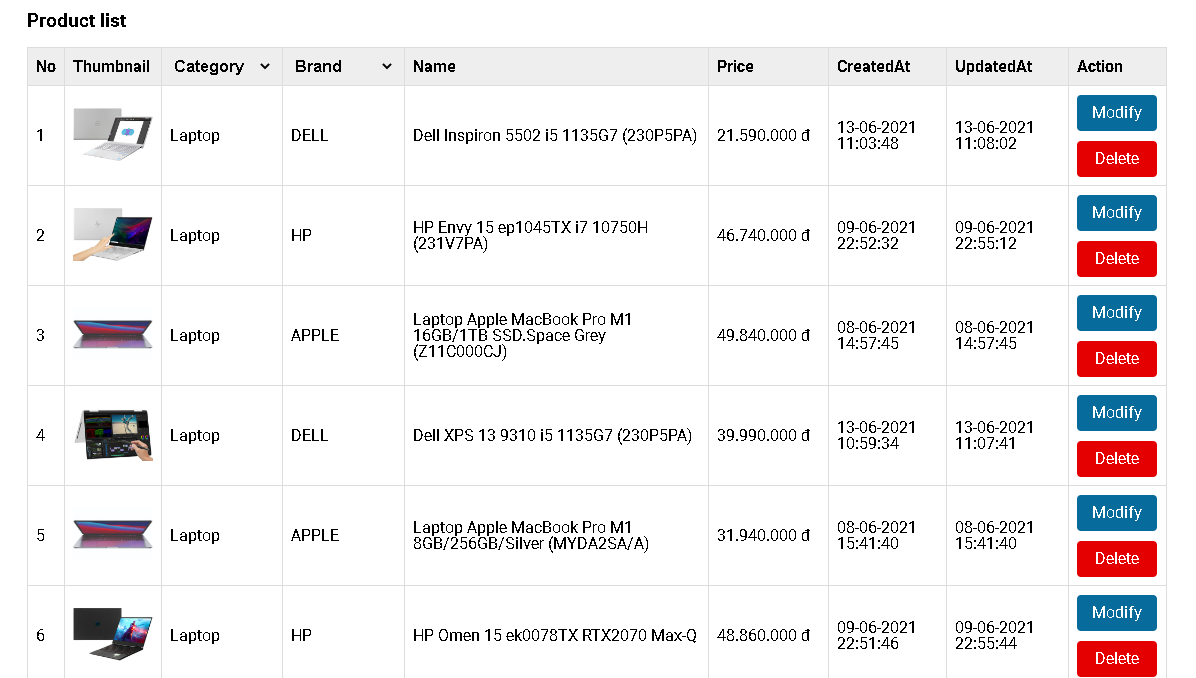 Product list
No Thumbnail Category Brand Name Price CreatedAt UpdatedAt Action
1 Laptop DELL Dell Inspiron 5502 i5 1135G7 (230P5PA) 21.590.000 đ 13-06-2021 13-06-2021 Modify
11:03:48 11:08:02
Delete
2 Laptop HP HP Envy 15 ep1045TX i7 10750H 46.740.000 đ 09-06-2021 09-06-2021 Modify
(231V7PA) 22:52:32 22:55:12
Delete
3 Laptop APPLE Laptop Apple MacBook Pro M1 49.840.000 đ 08-06-2021 08-06-2021 Modify
16GB/1TB SSD.Space Grey 14:57:45 14:57:45
(Z11C000CJ) Delete
4 Laptop DELL Dell XPS 13 9310 i5 1135G7 (230P5PA) 39.990.000 đ 13-06-2021 13-06-2021 Modify
10:59:34 11:07:41
Delete
5 Laptop APPLE Laptop Apple MacBook Pro M1 31.940.000 đ 08-06-2021 08-06-2021 Modify
8GB/256GB/Silver (MYDA2SA/A) 15:41:40 15:41:40
Delete
6 Laptop HP HP Omen 15 ek0078TX RTX2070 Max-Q 48.860.000 đ 09-06-2021 09-06-2021 Modify
22:51:46 22:55:44
Delete